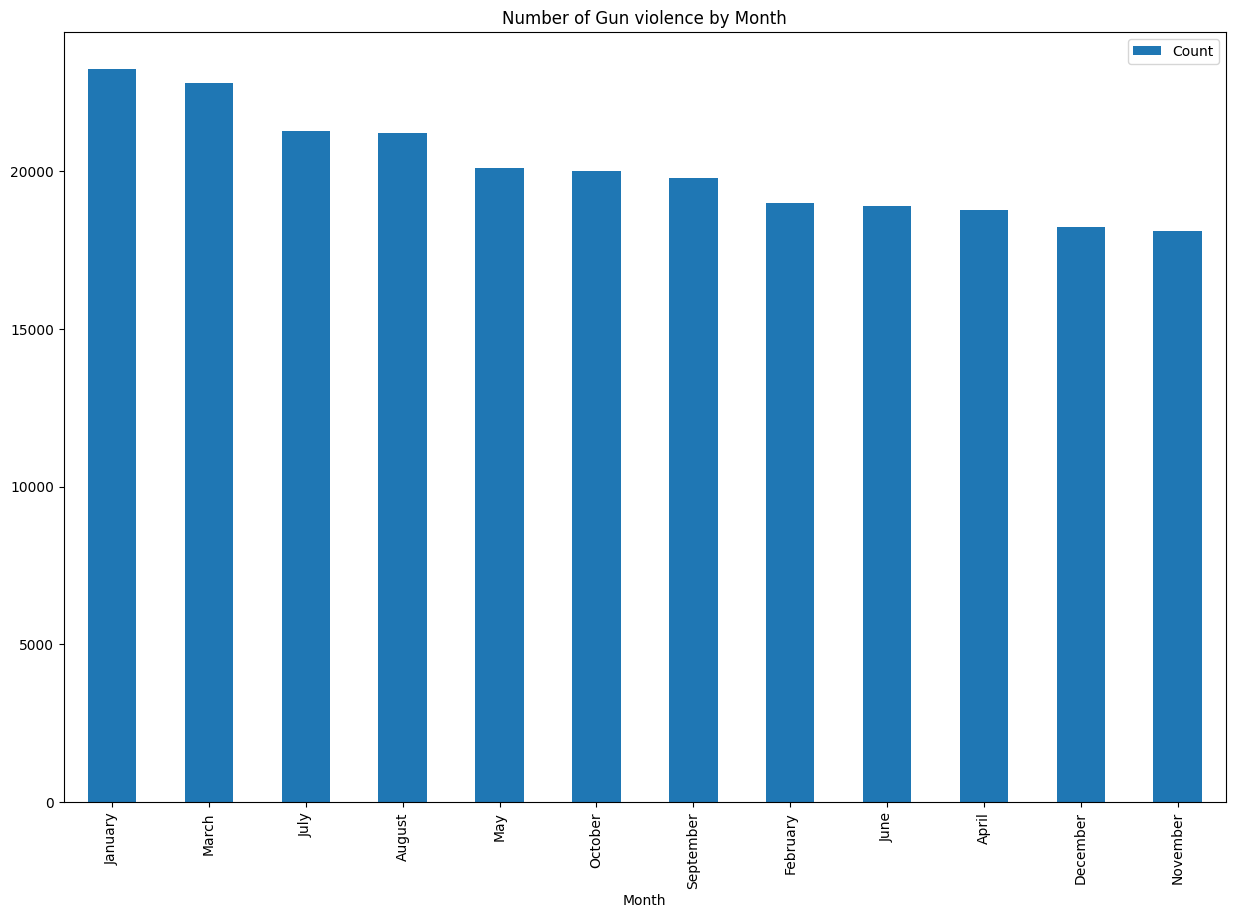 Number of Gun violence by Month
Count
20000
15000
10000
5000
0
January
March
July
August
May
October
September
February
June
April
December
November
Month